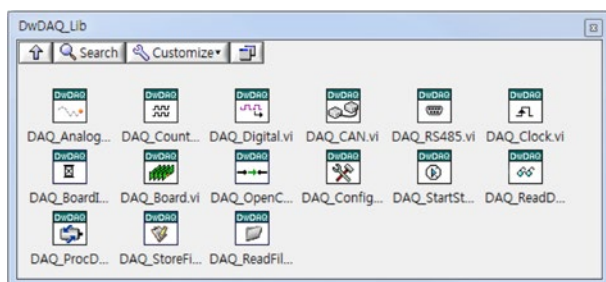 DwDAQ_Lib
Search Customize
DwDAQ DwDAQ DwDAQ DwDAQ DwDAQ DwDAQ
DAQ_Analog... DAQ_Count... DAQ_Digital.vi DAQ_CAN.vi DAQ_RS485.vi DAQ_Clock.vi
DwDAQ DwDAQ DwDAQ DwDAQ DwDAQ DwDAQ
DAQ_BoardI... DAQ_Board.vi DAQ_OpenC... DAQ_Config... DAQ_StartSt... DAQ_ReadD...
DwDAQ DwDAQ DwDAQ
DAQ_ProcD... DAQ_StoreFi... DAQ_ReadFil...